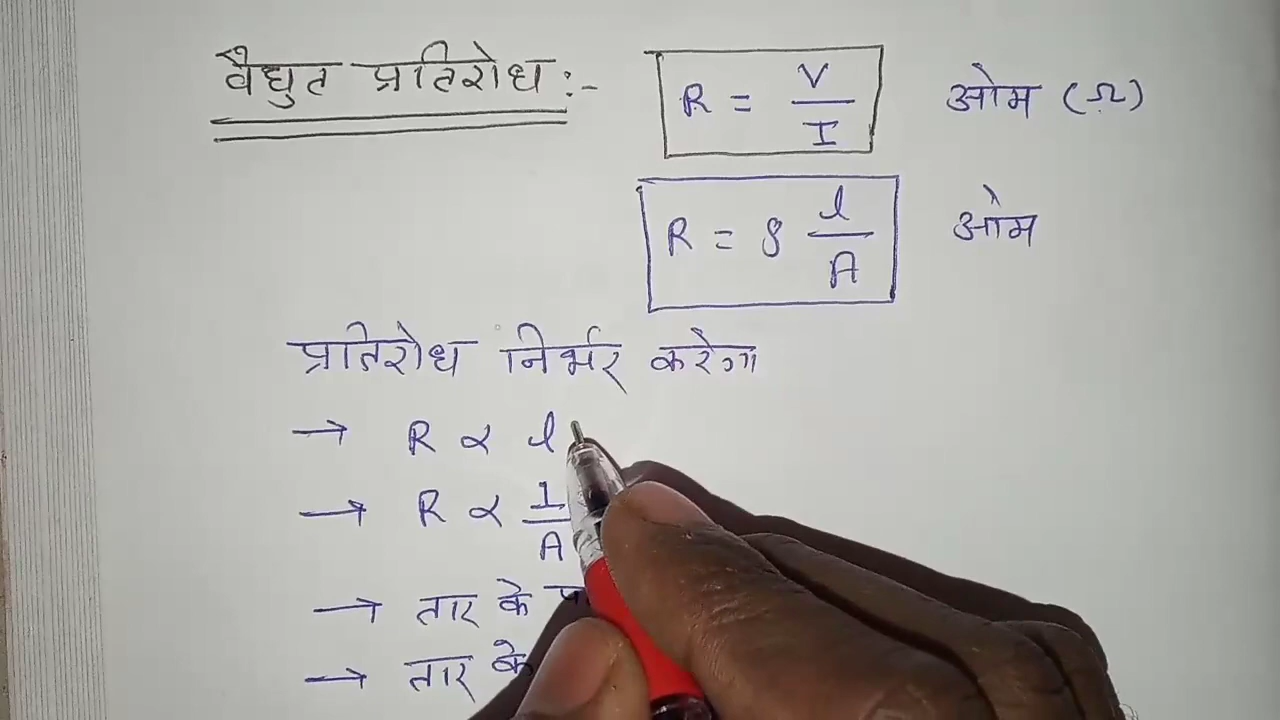 वैद्युत प्रतिरोध :- R = V/I ओम (Ω)
R = ρ l/A ओम
प्रतिरोध निर्भर करेगा
→ R ∝ l
→ R ∝ 1/A
→ तार के
→ तार के